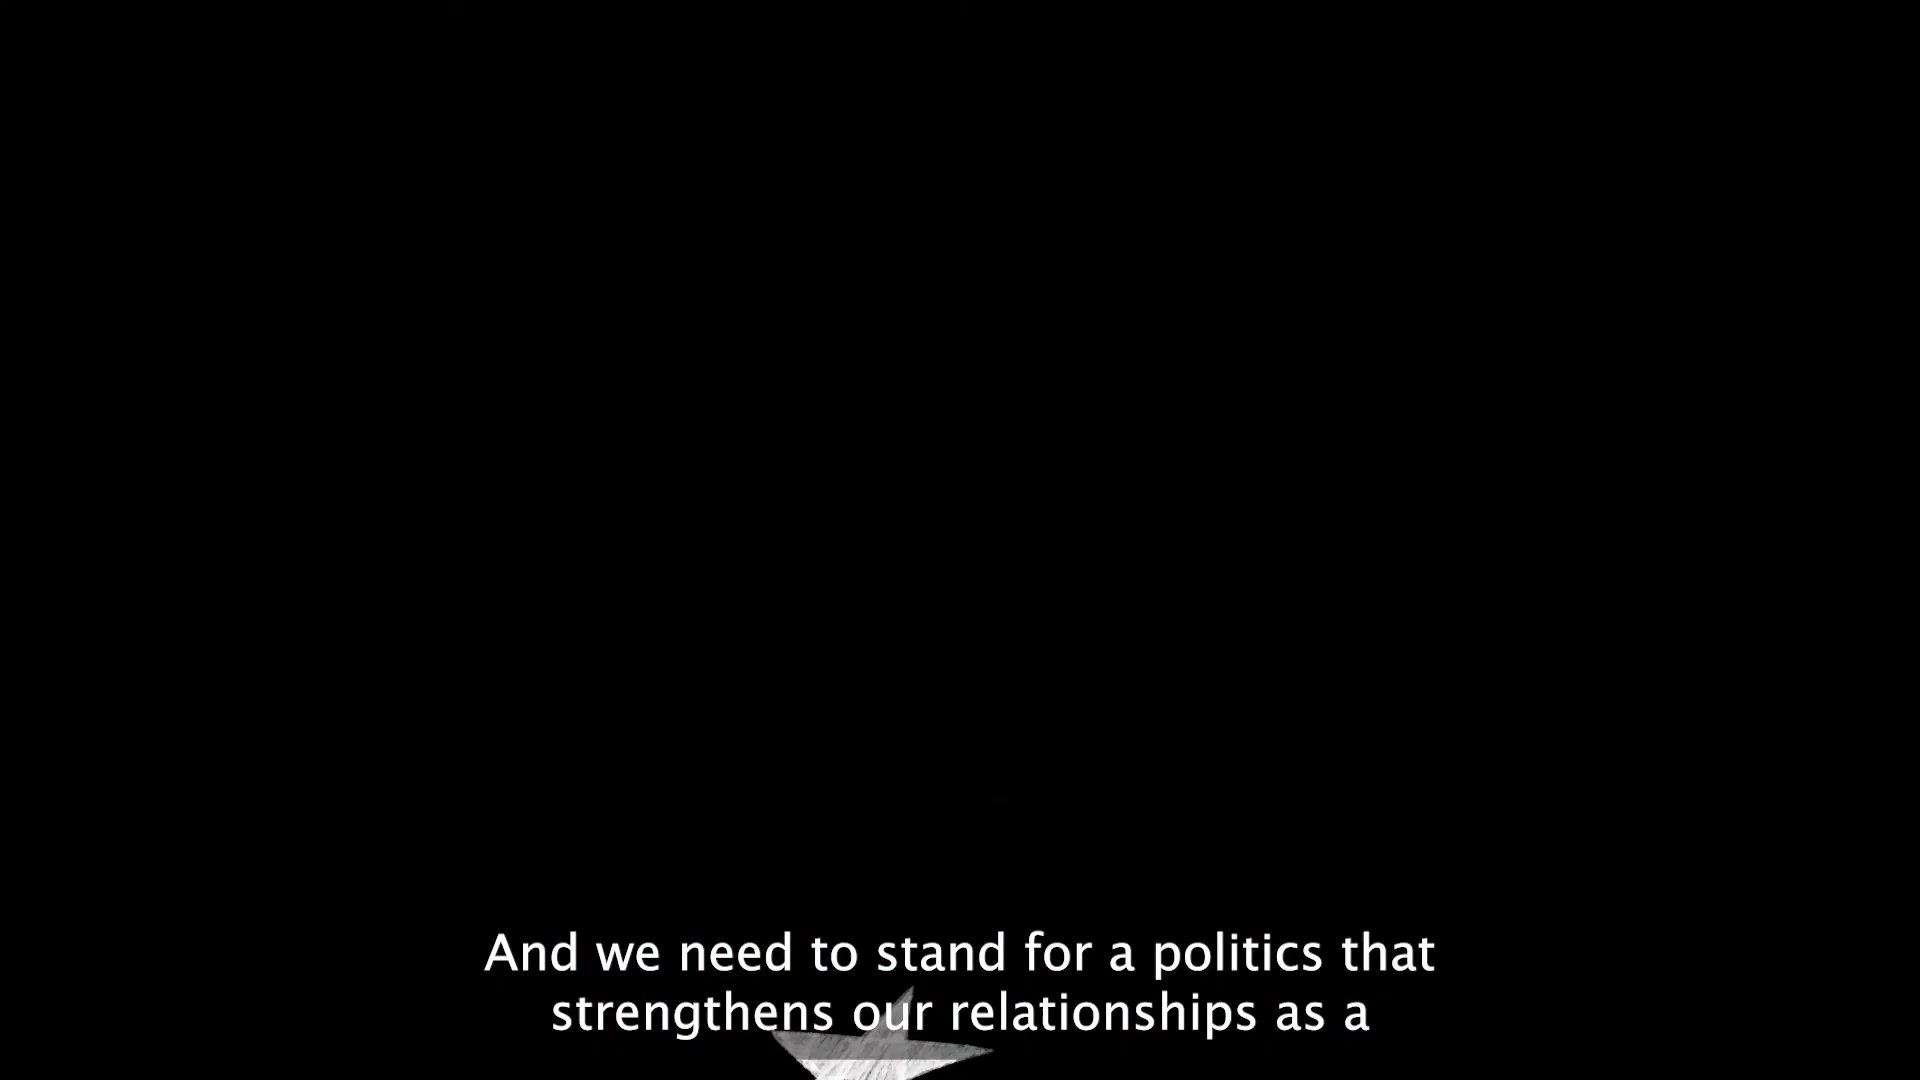 And we need to stand for a politics that
strengthens our relationships as a